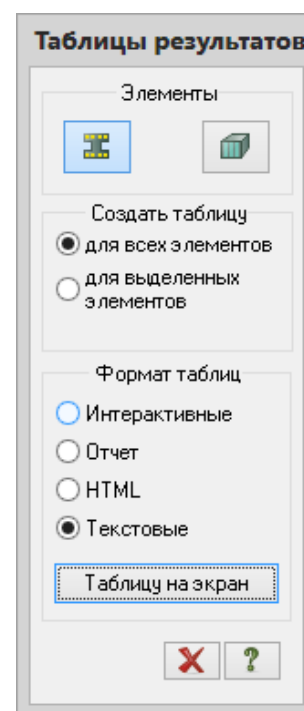 Таблицы результатов
Элементы
Создать таблицу
для всех элементов
для выделенных
элементов
Формат таблиц
Интерактивные
Отчет
HTML
Текстовые
Таблицу на экран
?